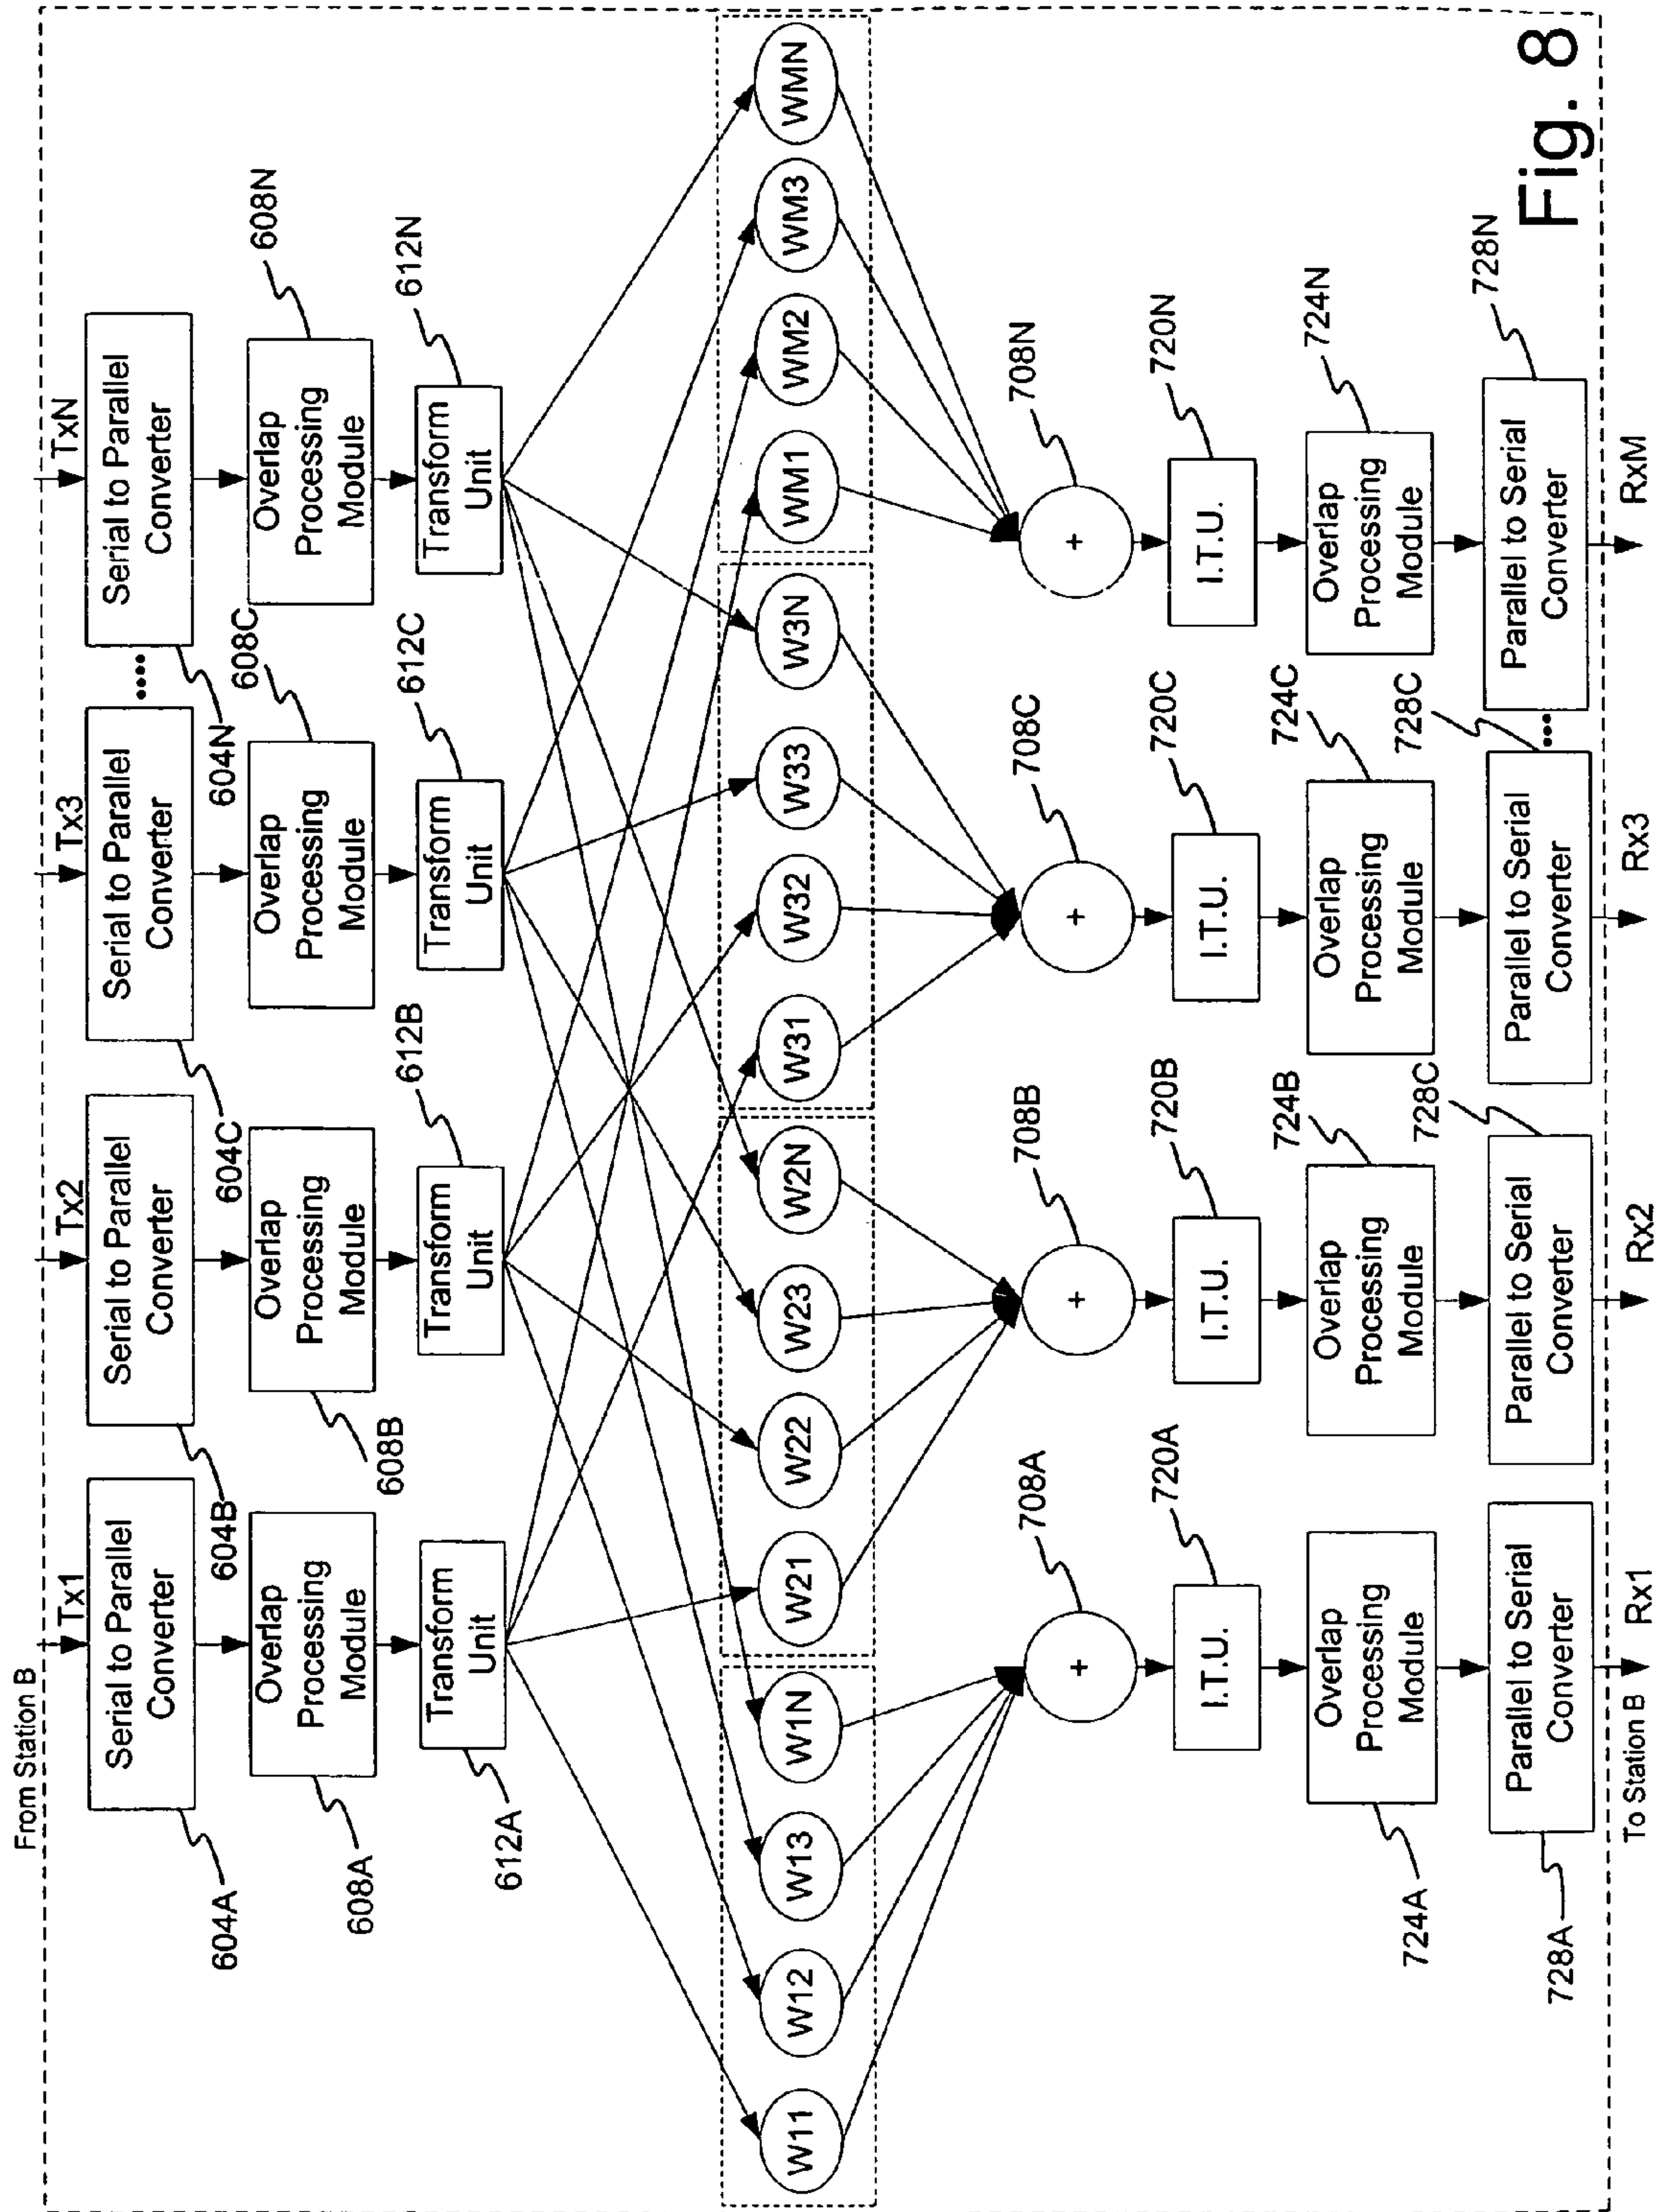 From Station B
Tx1
Tx2
Tx3
TxN
Serial to Parallel
Converter
Serial to Parallel
Converter
Serial to Parallel
Converter
....
Serial to Parallel
Converter
604A
604B
604C
604N
Overlap
Processing
Module
Overlap
Processing
Module
Overlap
Processing
Module
Overlap
Processing
Module
608A
608B
608C
608N
Transform
Unit
Transform
Unit
Transform
Unit
Transform
Unit
612A
612B
612C
612N
W11
W12
W13
W1N
W21
W22
W23
W2N
W31
W32
W33
W3N
WM1
WM2
WM3
WMN
+
+
+
+
708A
708B
708C
708N
I.T.U.
I.T.U.
I.T.U.
I.T.U.
720A
720B
720C
720N
Overlap
Processing
Module
Overlap
Processing
Module
Overlap
Processing
Module
Overlap
Processing
Module
724A
724B
724C
724N
Parallel to Serial
Converter
Parallel to Serial
Converter
Parallel to Serial
Converter
....
Parallel to Serial
Converter
728A
728C
728C
728N
To Station B
Rx1
Rx2
Rx3
RxM
Fig. 8